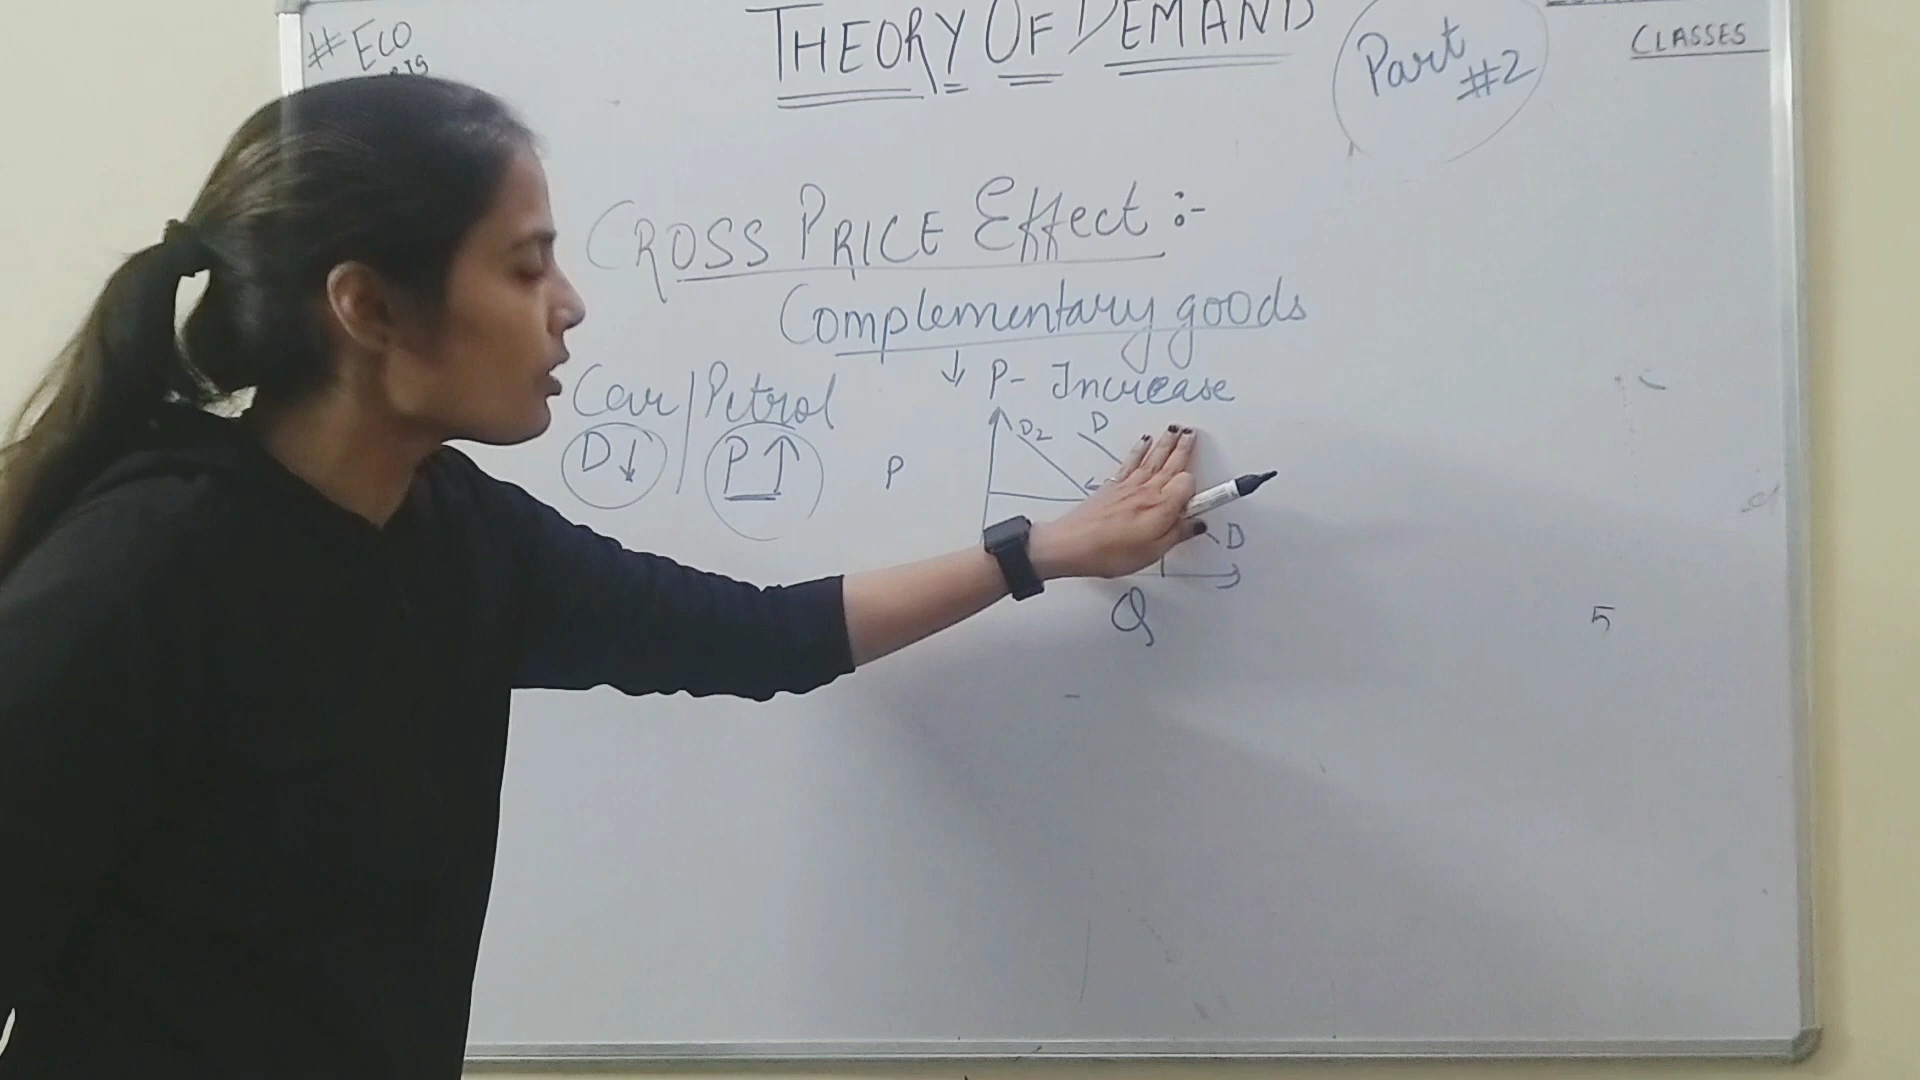 # ECO
THEORY OF DEMAND
Part #2
CLASSES
CROSS PRICE Effect :-
Complementary goods
↓ P- Increase
Car / Petrol
D↓ P↑
P
D2 D
D
Q
5